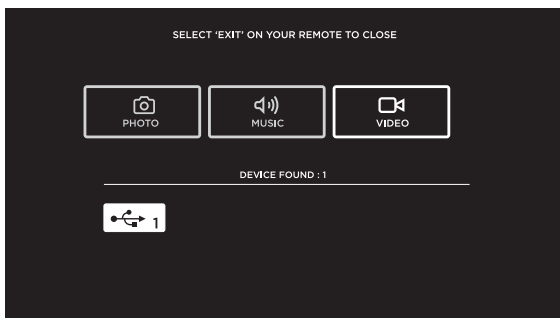 SELECT 'EXIT' ON YOUR REMOTE TO CLOSE
PHOTO
MUSIC
VIDEO
DEVICE FOUND : 1
1